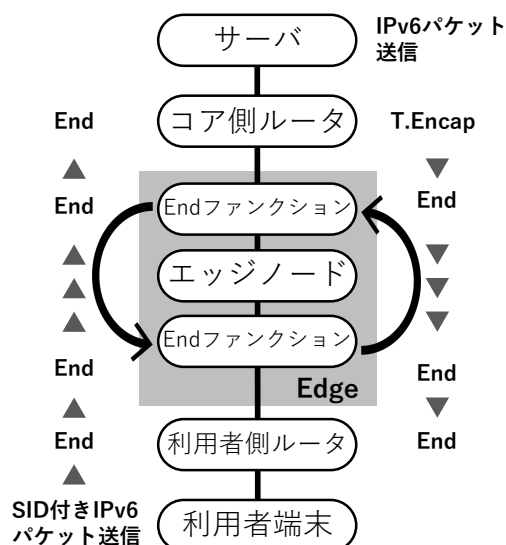 サーバ
IPv6パケット
送信
End
コア側ルータ
T.Encap
End
Endファンクション
End
エッジノード
Endファンクション
End
Edge
End
End
利用者側ルータ
End
SID付きIPv6
パケット送信
利用者端末